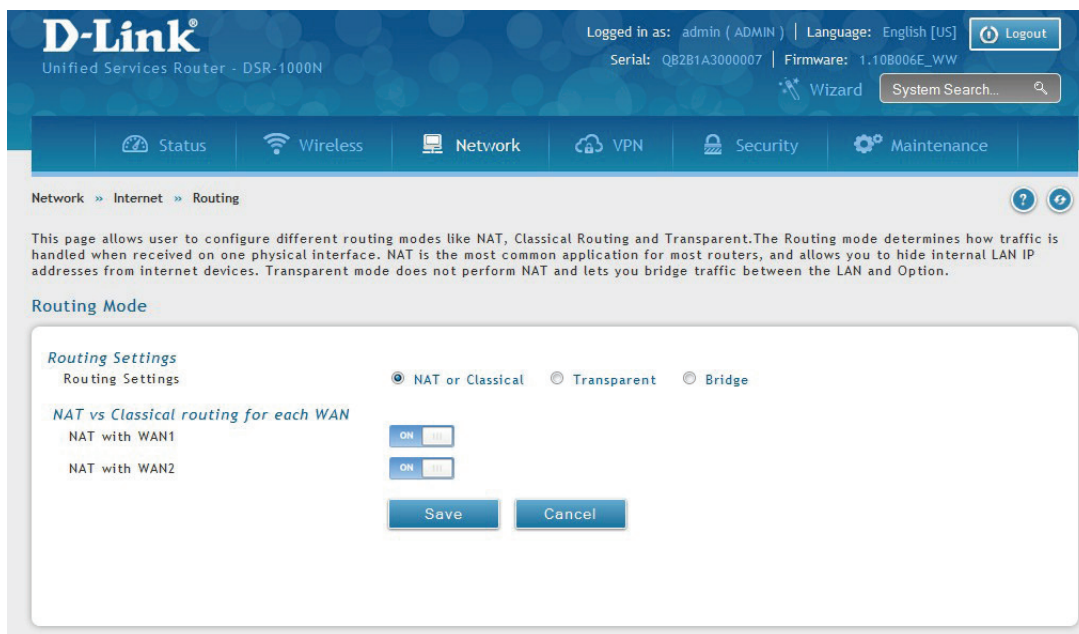 D-Link®
Unified Services Router - DSR-1000N
Logged in as: admin ( ADMIN ) | Language: English [US]
Logout
Serial: QB2B1A3000007 | Firmware: 1.10B006E_WW
Wizard
System Search...
Status
Wireless
Network
VPN
Security
Maintenance
Network » Internet » Routing
?
This page allows user to configure different routing modes like NAT, Classical Routing and Transparent.The Routing mode determines how traffic is
handled when received on one physical interface. NAT is the most common application for most routers, and allows you to hide internal LAN IP
addresses from internet devices. Transparent mode does not perform NAT and lets you bridge traffic between the LAN and Option.
Routing Mode
Routing Settings
Routing Settings
NAT or Classical
Transparent
Bridge
NAT vs Classical routing for each WAN
NAT with WAN1
ON
NAT with WAN2
ON
Save
Cancel